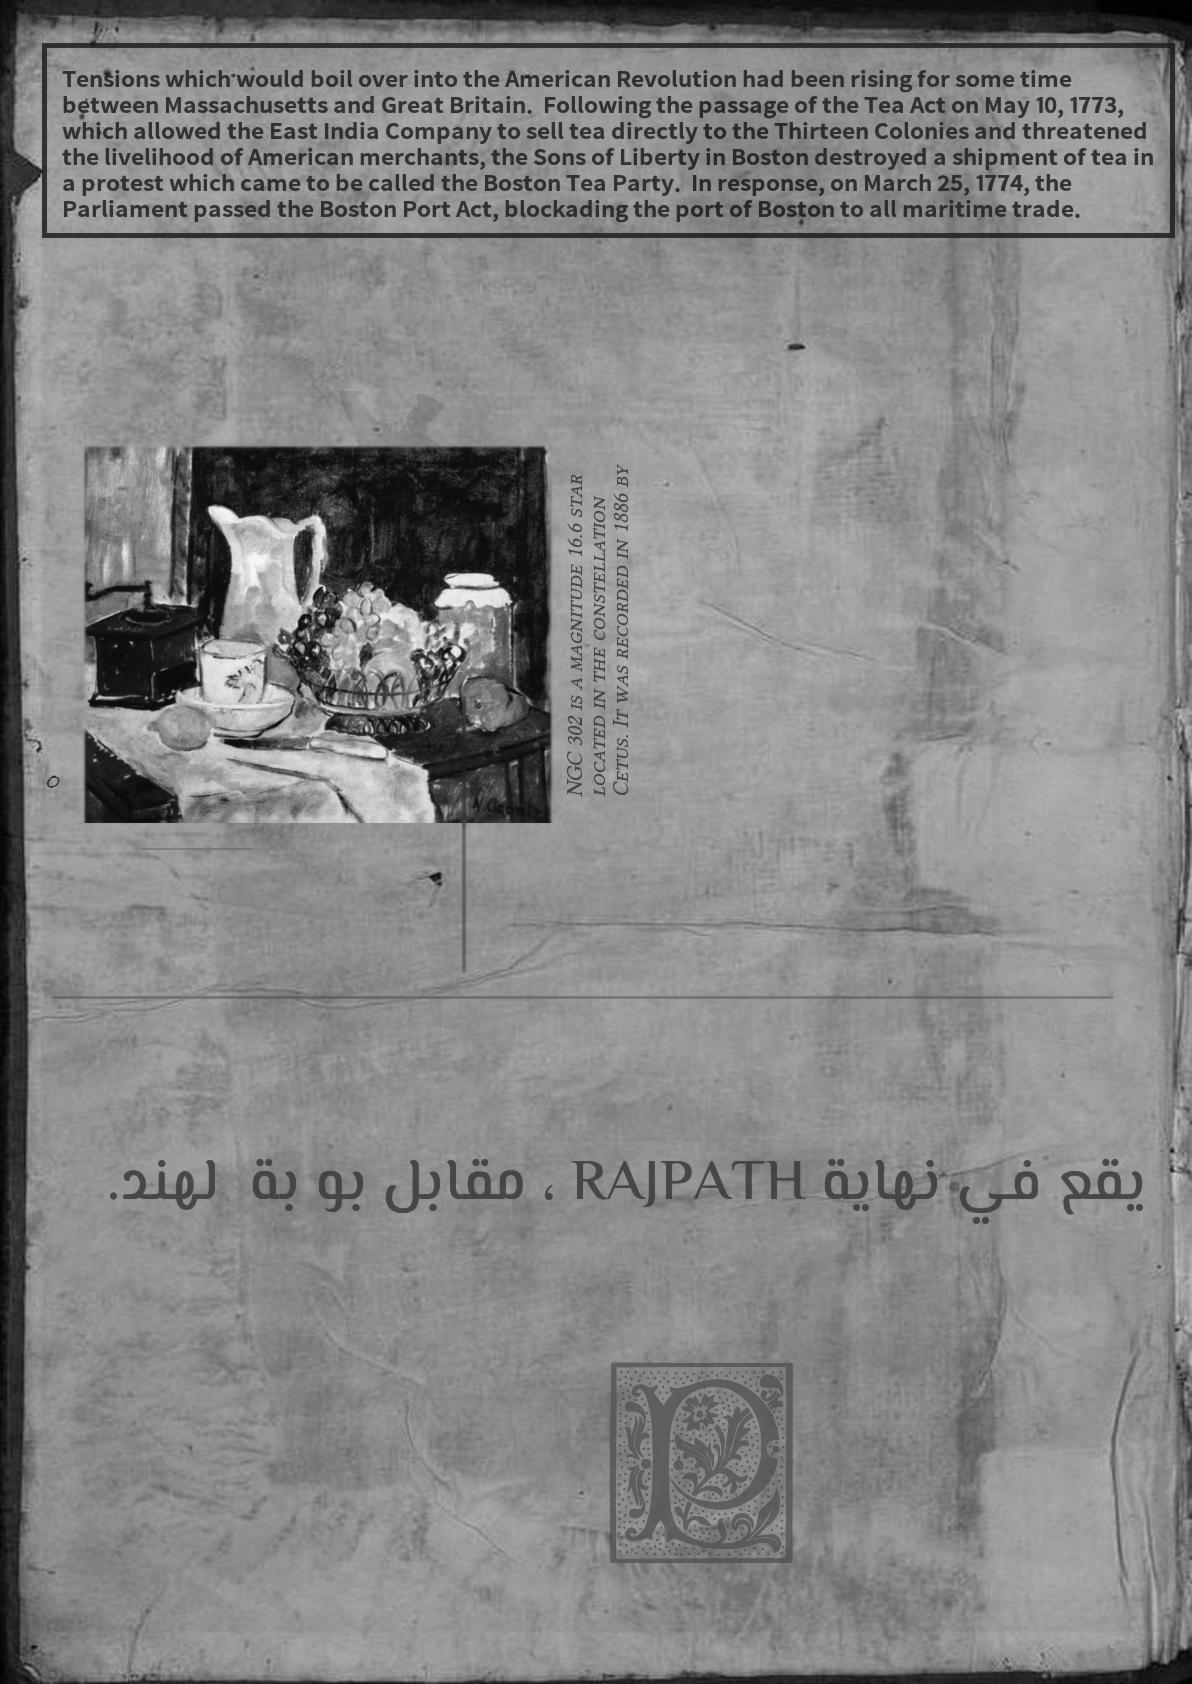 Tensions which would boil over into the American Revolution had been rising for some time
between Massachusetts and Great Britain.  Following the passage of the Tea Act on May 10, 1773,
which allowed the East India Company to sell tea directly to the Thirteen Colonies and threatened
the livelihood of American merchants, the Sons of Liberty in Boston destroyed a shipment of tea in
a protest which came to be called the Boston Tea Party.  In response, on March 25, 1774, the
Parliament passed the Boston Port Act, blockading the port of Boston to all maritime trade.
NGC 302 IS A MAGNITUDE 16.6 STAR
LOCATED IN THE CONSTELLATION
CETUS. IT WAS RECORDED IN 1886 BY
يقع في نهاية RAJPATH ، مقابل بو بة  لهند.
P